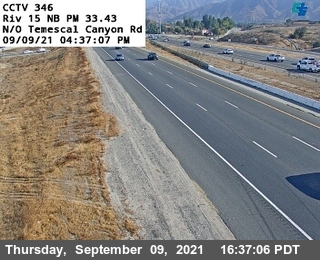 CCTV 346
Riv 15 NB PM 33.43
N/O Temescal Canyon Rd
09/09/21 04:37:07 PM
Thursday, September 09, 2021 16:37:06 PDT